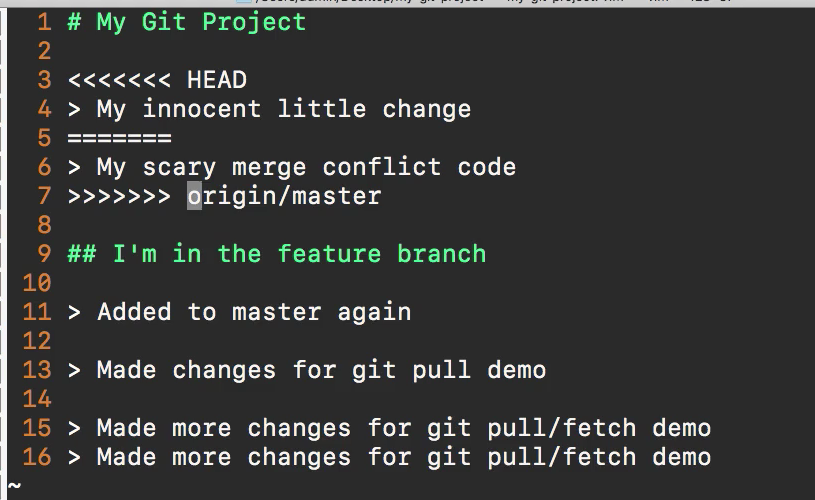 1 # My Git Project
2
3 <<<<<<< HEAD
4 > My innocent little change
5 =======
6 > My scary merge conflict code
7 >>>>>>> origin/master
8
9 ## I'm in the feature branch
10
11 > Added to master again
12
13 > Made changes for git pull demo
14
15 > Made more changes for git pull/fetch demo
16 > Made more changes for git pull/fetch demo
~